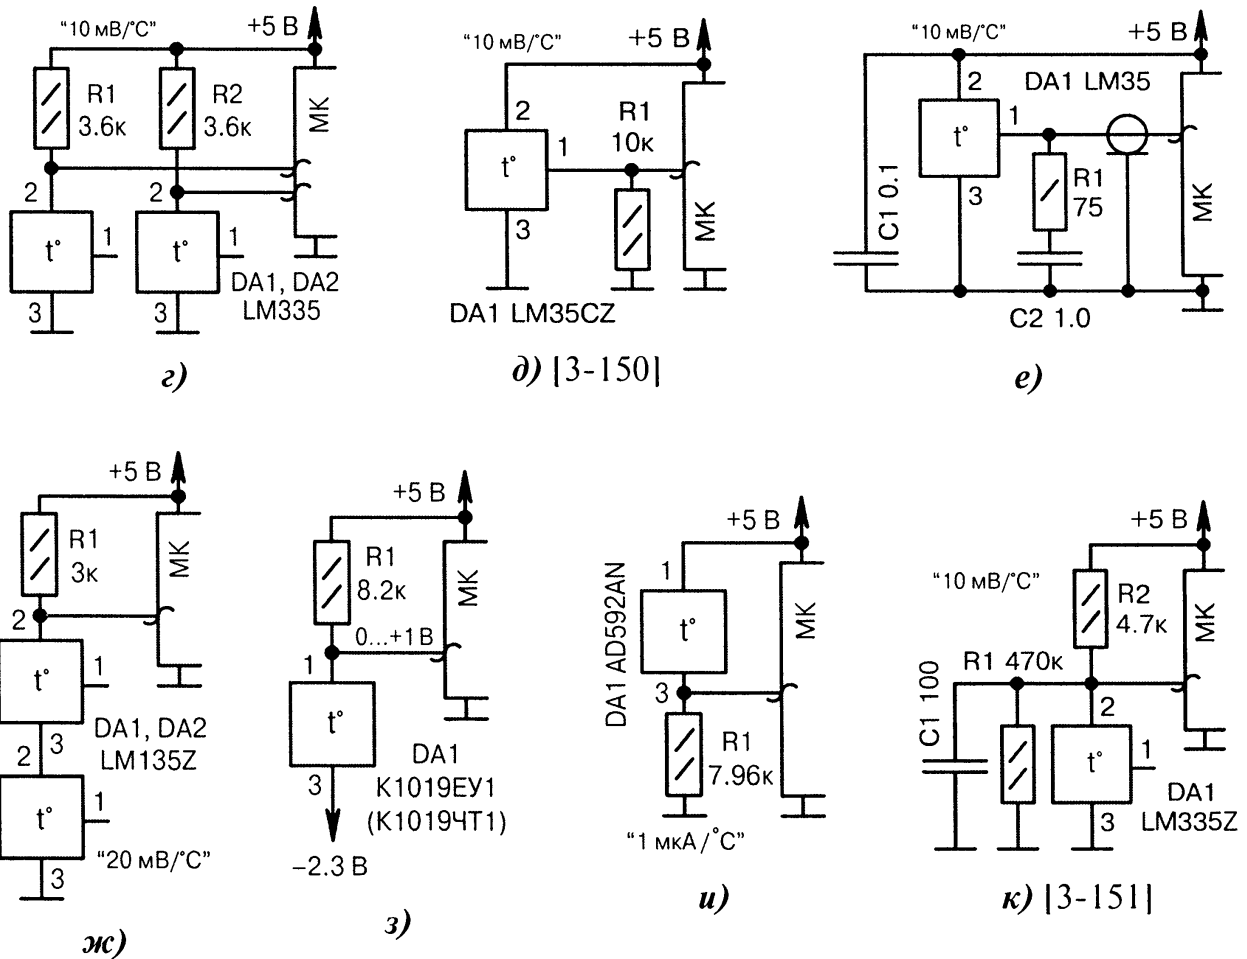 "10 мВ/°С"
+5 В
R1
3.6к
R2
3.6к
МК
2
t°
1
3
2
t°
1
3
DA1, DA2
LM335
г)
"10 мВ/°С"
+5 В
2
t°
1
3
R1
10к
МК
DA1 LM35CZ
д) [3-150]
"10 мВ/°С"
+5 В
DA1 LM35
2
t°
1
3
C1 0.1
R1
75
МК
C2 1.0
е)
+5 В
R1
3к
МК
2
t°
1
3
DA1, DA2
LM135Z
2
t°
1
3
"20 мВ/°С"
ж)
+5 В
R1
8.2к
МК
0...+1 В
1
t°
3
DA1
К1019ЕУ1
(К1019ЧТ1)
−2.3 В
з)
+5 В
DA1 AD592AN
1
t°
3
МК
R1
7.96к
"1 мкА/°С"
и)
+5 В
"10 мВ/°С"
R2
4.7к
МК
R1 470к
C1 100
2
t°
1
3
DA1
LM335Z
к) [3-151]